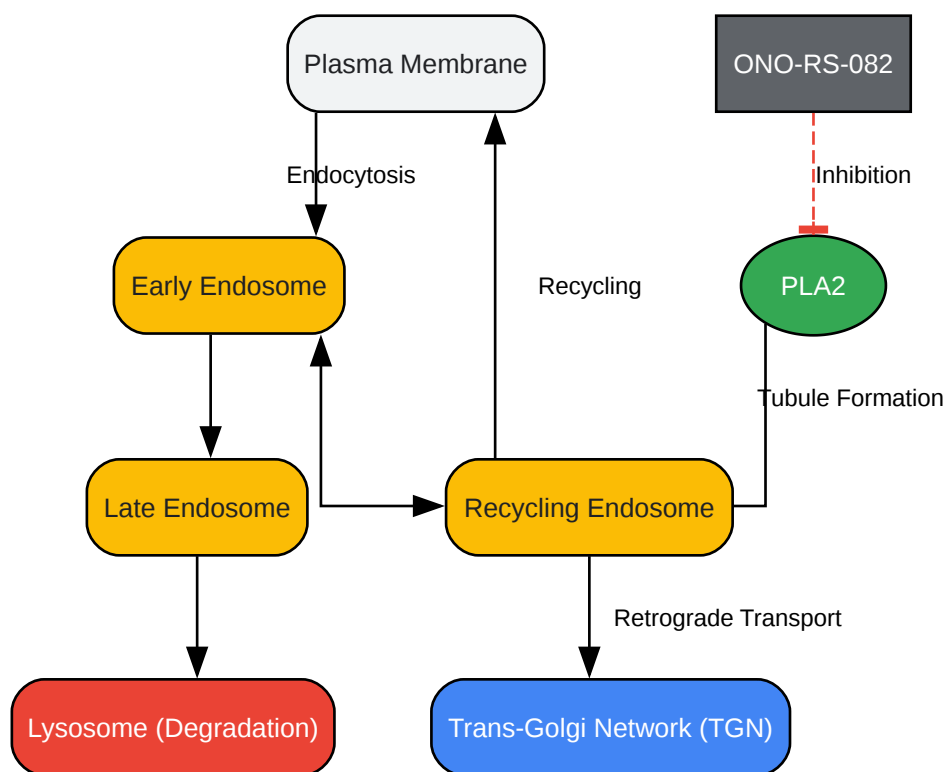 Plasma Membrane
ONO-RS-082
Endocytosis
Inhibition
Early Endosome
Recycling
PLA2
Tubule Formation
Late Endosome
Recycling Endosome
Retrograde Transport
Lysosome (Degradation)
Trans-Golgi Network (TGN)